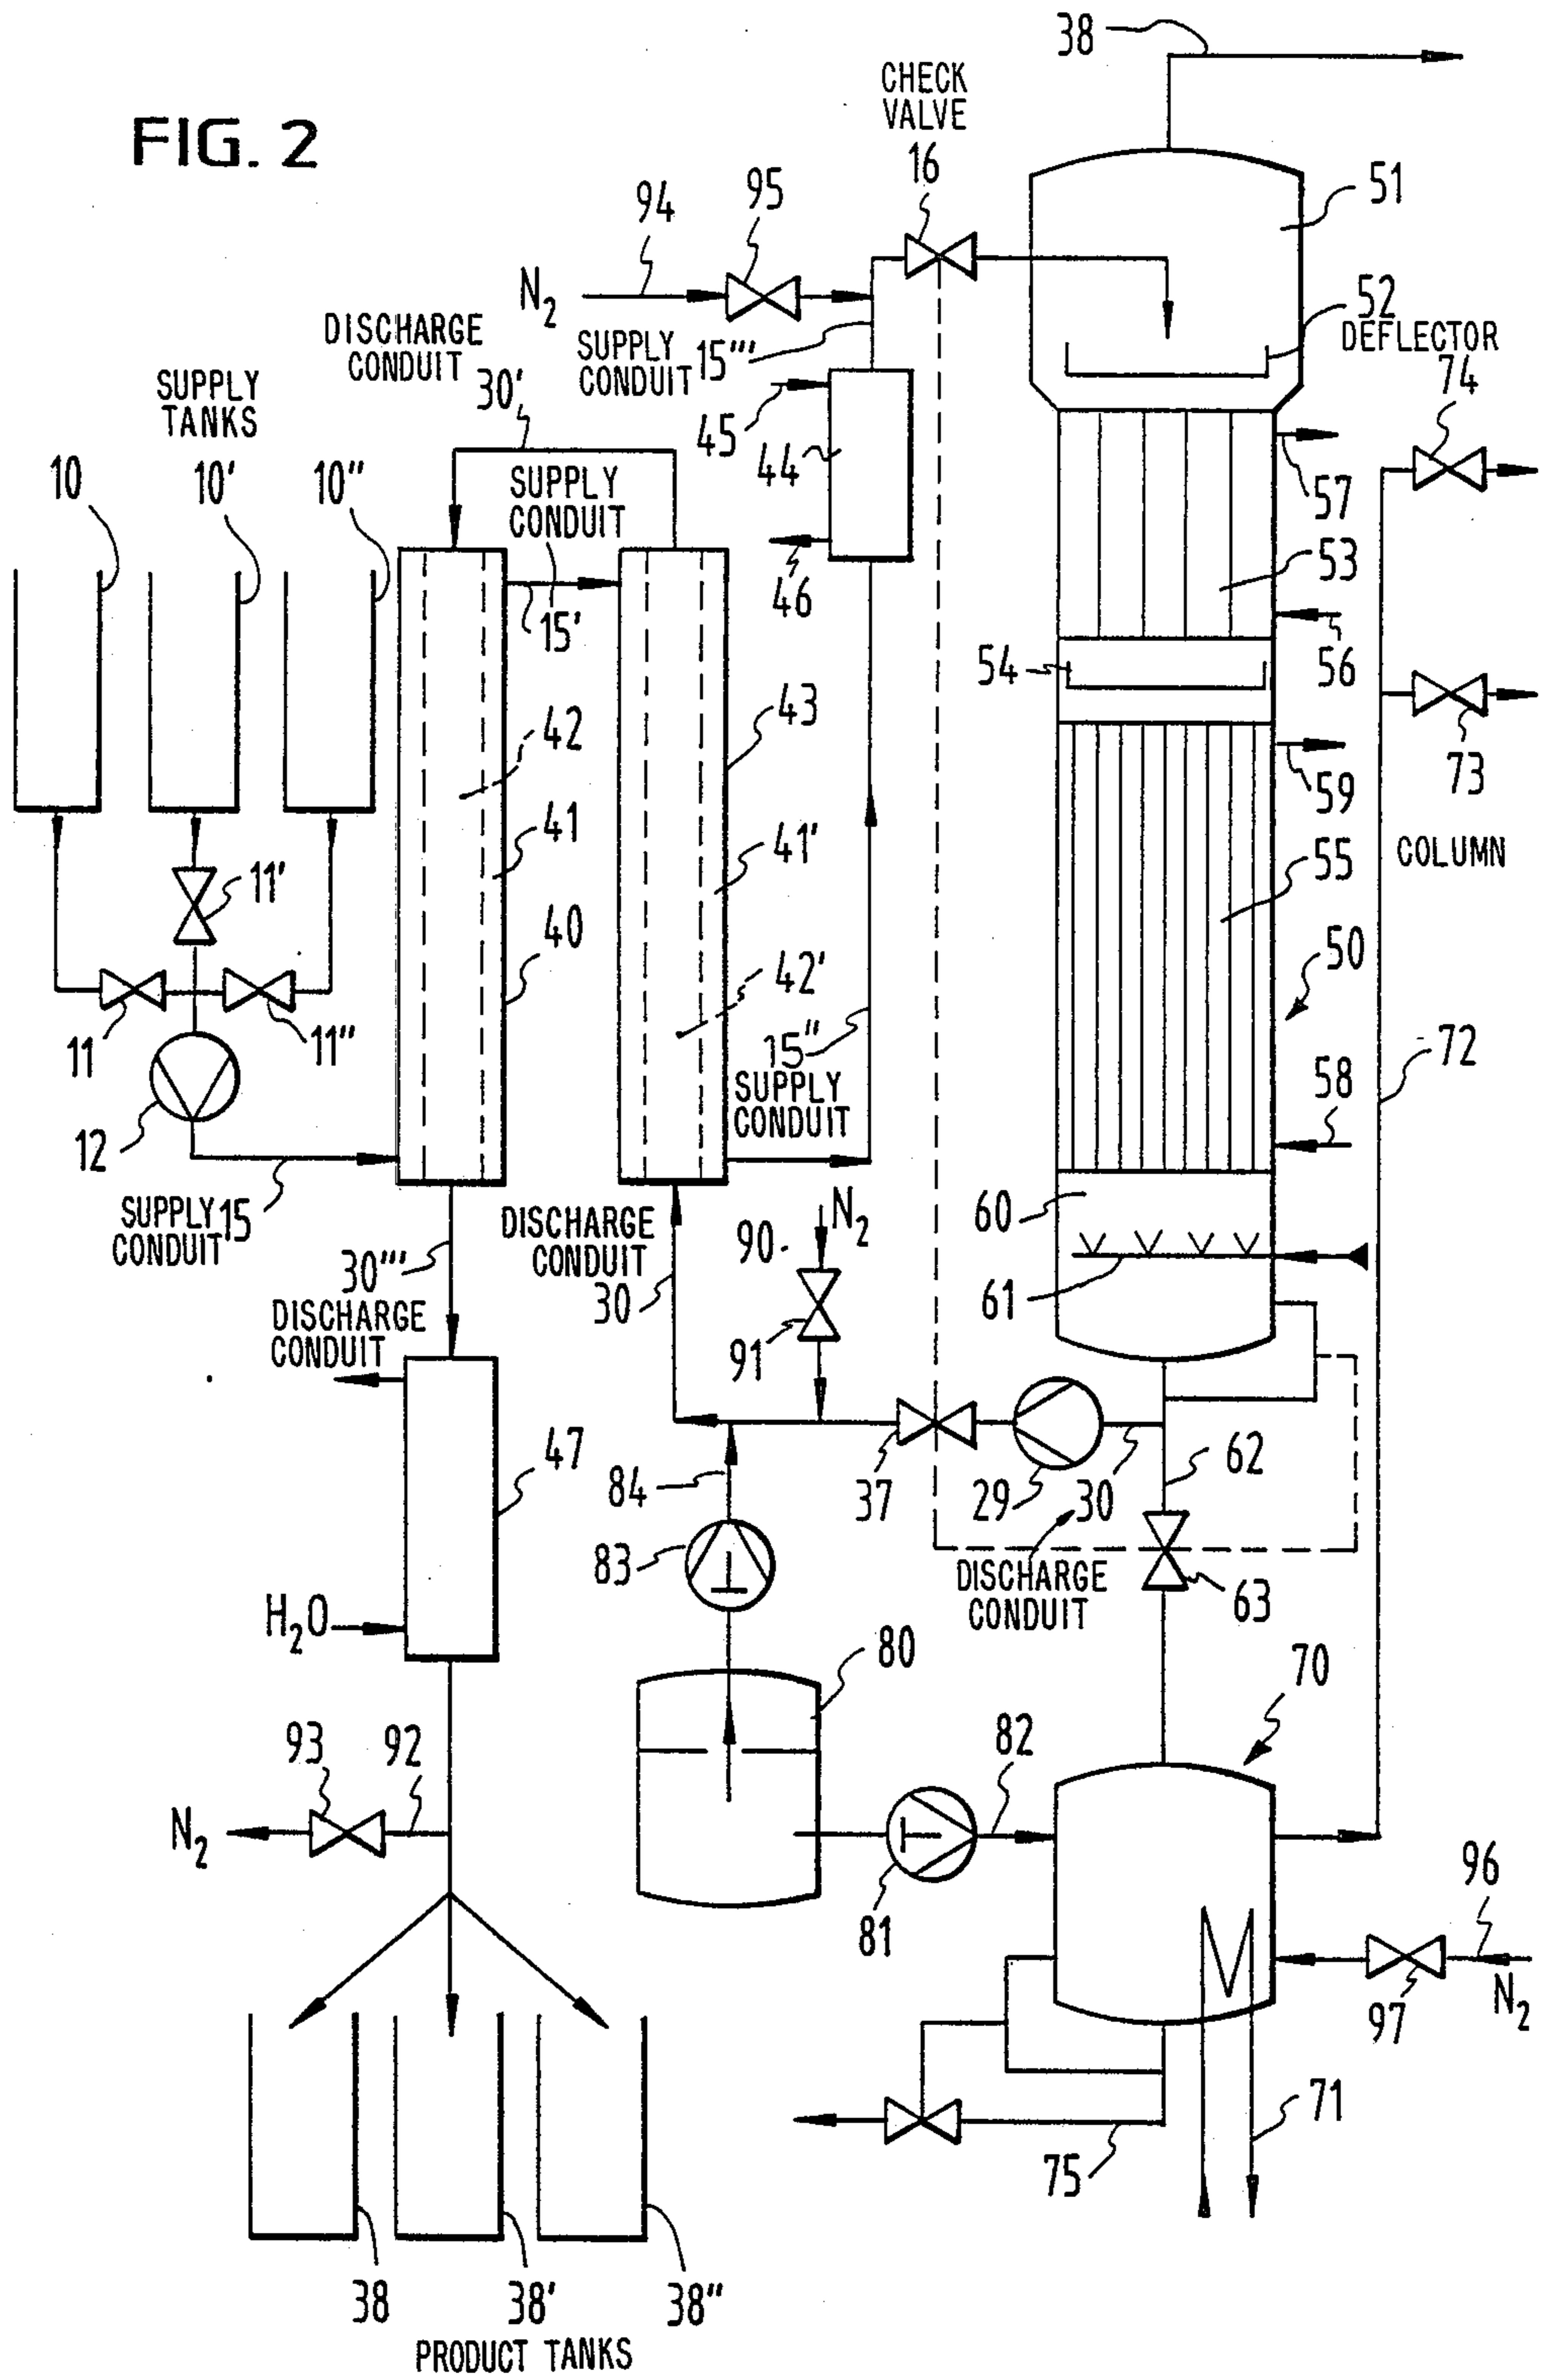 FIG. 2
38
CHECK
VALVE
16
51
94
95
N2
52
DEFLECTOR
DISCHARGE
CONDUIT
30'
SUPPLY
CONDUIT
15'''
74
SUPPLY
TANKS
10
10'
10''
45
44
SUPPLY
CONDUIT
57
46
15'
53
54
56
42
43
73
59
41
41'
COLUMN
55
11'
40
50
42'
11
11''
15''
72
SUPPLY
CONDUIT
58
12
SUPPLY
CONDUIT
15
DISCHARGE
CONDUIT
30
90
N2
60
30'''
61
DISCHARGE
CONDUIT
91
47
84
37
29
30
62
83
DISCHARGE
CONDUIT
63
H2O
80
70
93
92
82
N2
81
96
97
N2
71
75
38
38'
38''
PRODUCT TANKS